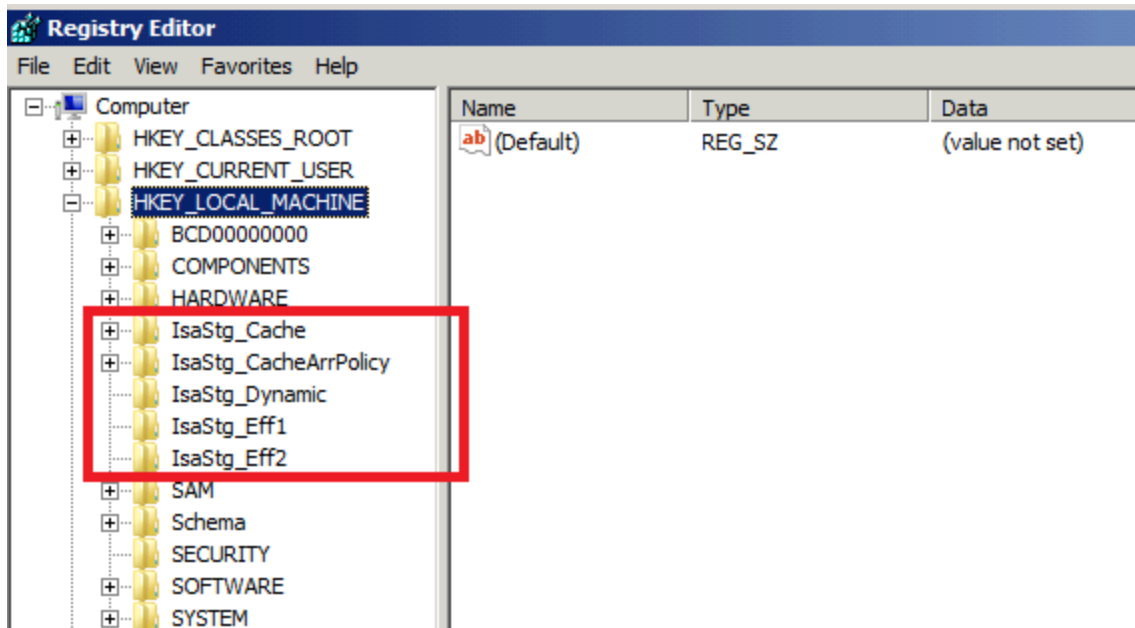 Registry Editor
File Edit View Favorites Help
Computer
HKEY_CLASSES_ROOT
HKEY_CURRENT_USER
HKEY_LOCAL_MACHINE
BCD00000000
COMPONENTS
HARDWARE
IsaStg_Cache
IsaStg_CacheArrPolicy
IsaStg_Dynamic
IsaStg_Eff1
IsaStg_Eff2
SAM
Schema
SECURITY
SOFTWARE
SYSTEM
Name Type Data
ab (Default) REG_SZ (value not set)